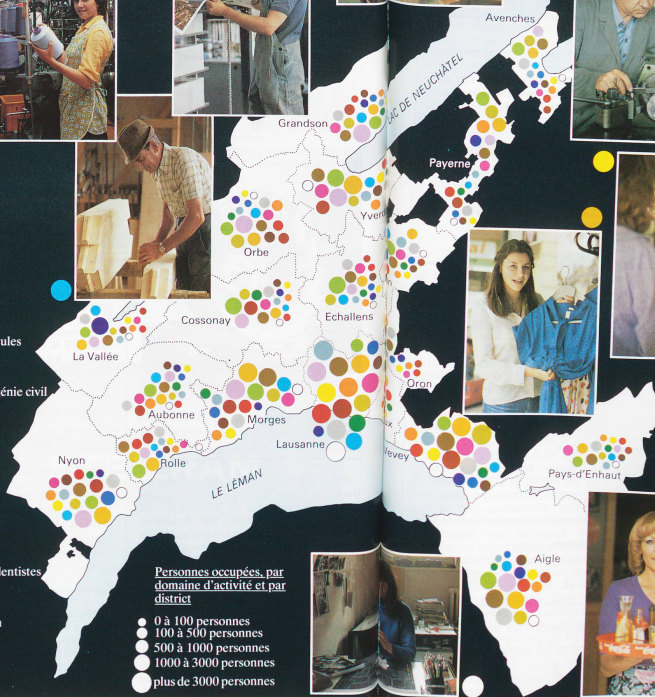 Avenches
LAC DE NEUCHÂTEL
Grandson
Payerne
Orbe
Cossonay
Echallens
ules
La Vallée
énie civil
Oron
Aubonne
Morges
Lausanne
Vevey
Nyon
Rolle
LE LÉMAN
Pays-d'Enhaut
Aigle
dentistes
Personnes occupées, par
domaine d'activité et par
district
0 à 100 personnes
100 à 500 personnes
500 à 1000 personnes
1000 à 3000 personnes
plus de 3000 personnes